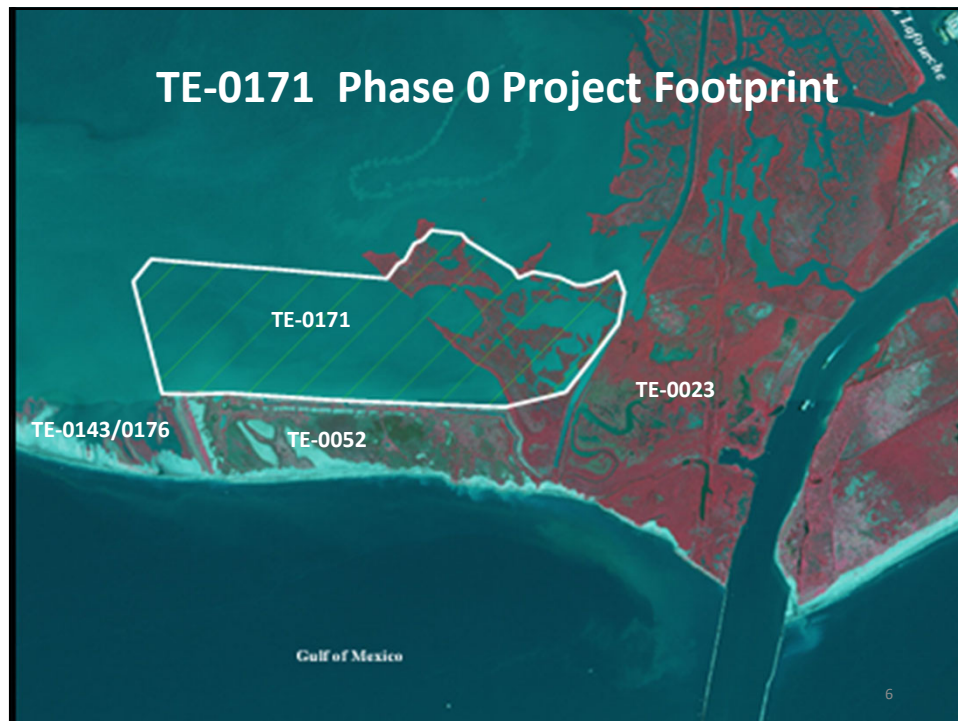 Lafourche
TE-0171 Phase 0 Project Footprint
TE-0171
TE-0023
TE-0143/0176
TE-0052
Gulf of Mexico
6